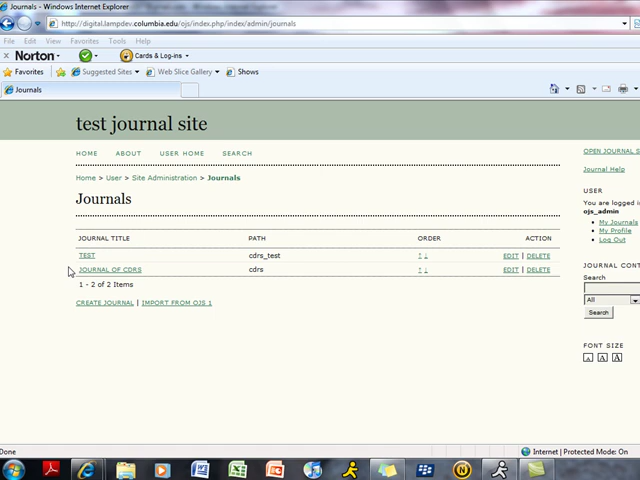 Journals - Windows Internet Explorer
http://digital.lampdev.columbia.edu/ojs/index.php/index/admin/journals
File Edit View Favorites Tools Help
x Norton Cards & Log-ins
Favorites Suggested Sites Web Slice Gallery Shows
Journals
test journal site
HOME ABOUT USER HOME SEARCH
Home > User > Site Administration > Journals
Journals
JOURNAL TITLE PATH ORDER ACTION
TEST cdrs_test ↑ ↓ EDIT | DELETE
JOURNAL OF CDRS cdrs ↑ ↓ EDIT | DELETE
1 - 2 of 2 Items
CREATE JOURNAL | IMPORT FROM OJS 1
OPEN JOURNAL S
Journal Help
USER
You are logged i
ojs_admin
My Journals
My Profile
Log Out
JOURNAL CONT
Search
All
Search
FONT SIZE
A A A
Done
Internet | Protected Mode: On